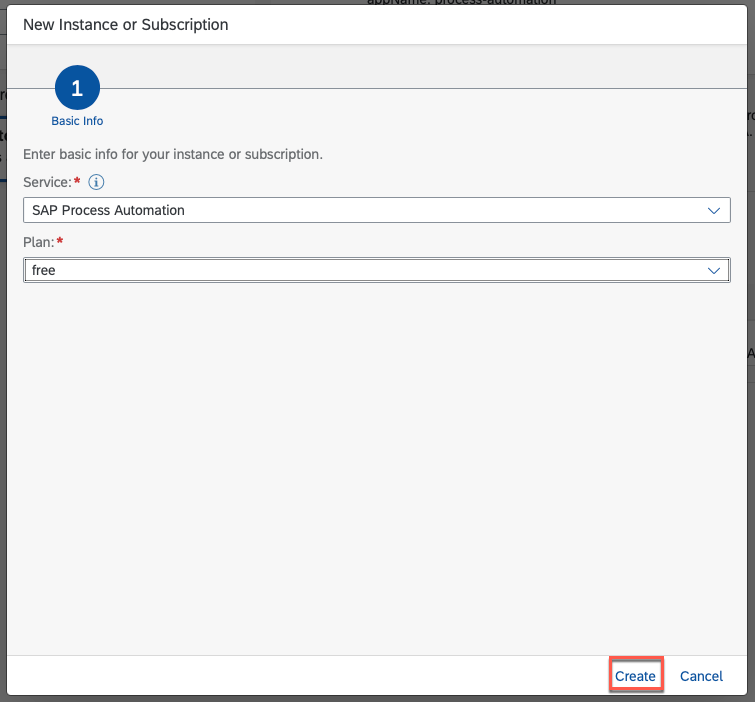 appName: process-automation
New Instance or Subscription
1
Basic Info
Enter basic info for your instance or subscription.
Service:*
SAP Process Automation
Plan:*
free
Create
Cancel